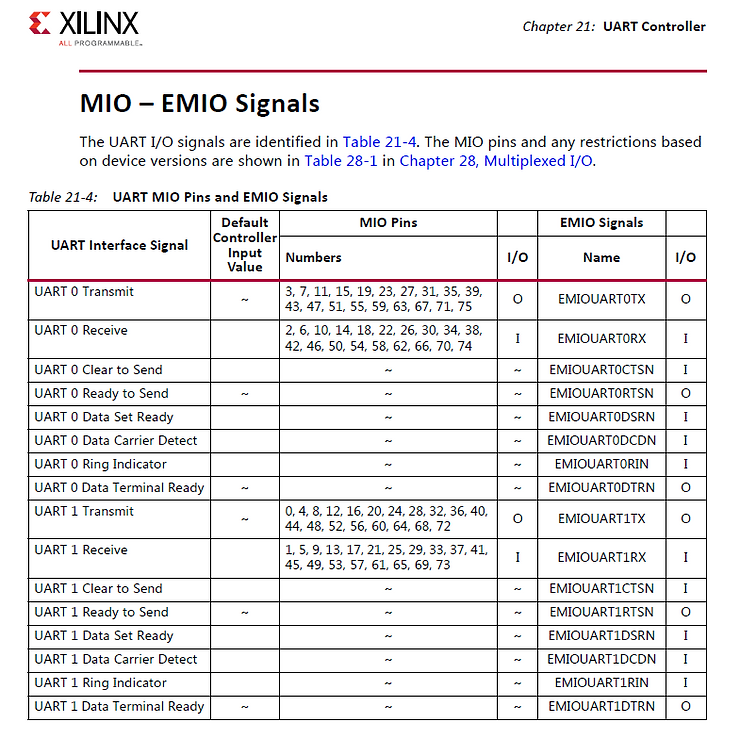 XILINX
ALL PROGRAMMABLE™
Chapter 21: UART Controller
MIO – EMIO Signals
The UART I/O signals are identified in Table 21-4. The MIO pins and any restrictions based
on device versions are shown in Table 28-1 in Chapter 28, Multiplexed I/O.
Table 21-4: UART MIO Pins and EMIO Signals
UART Interface Signal
Default
Controller
Input
Value
MIO Pins
EMIO Signals
Numbers
I/O
Name
I/O
UART 0 Transmit
~
3, 7, 11, 15, 19, 23, 27, 31, 35, 39,
43, 47, 51, 55, 59, 63, 67, 71, 75
O
EMIOUART0TX
O
UART 0 Receive
2, 6, 10, 14, 18, 22, 26, 30, 34, 38,
42, 46, 50, 54, 58, 62, 66, 70, 74
I
EMIOUART0RX
I
UART 0 Clear to Send ~ ~ EMIOUART0CTSN I
UART 0 Ready to Send ~ ~ ~ EMIOUART0RTSN O
UART 0 Data Set Ready ~ ~ EMIOUART0DSRN I
UART 0 Data Carrier Detect ~ ~ EMIOUART0DCDN I
UART 0 Ring Indicator ~ ~ EMIOUART0RIN I
UART 0 Data Terminal Ready ~ ~ ~ EMIOUART0DTRN O
UART 1 Transmit
~
0, 4, 8, 12, 16, 20, 24, 28, 32, 36, 40,
44, 48, 52, 56, 60, 64, 68, 72
O
EMIOUART1TX
O
UART 1 Receive
1, 5, 9, 13, 17, 21, 25, 29, 33, 37, 41,
45, 49, 53, 57, 61, 65, 69, 73
I
EMIOUART1RX
I
UART 1 Clear to Send ~ ~ EMIOUART1CTSN I
UART 1 Ready to Send ~ ~ ~ EMIOUART1RTSN O
UART 1 Data Set Ready ~ ~ EMIOUART1DSRN I
UART 1 Data Carrier Detect ~ ~ EMIOUART1DCDN I
UART 1 Ring Indicator ~ ~ EMIOUART1RIN I
UART 1 Data Terminal Ready ~ ~ ~ EMIOUART1DTRN O